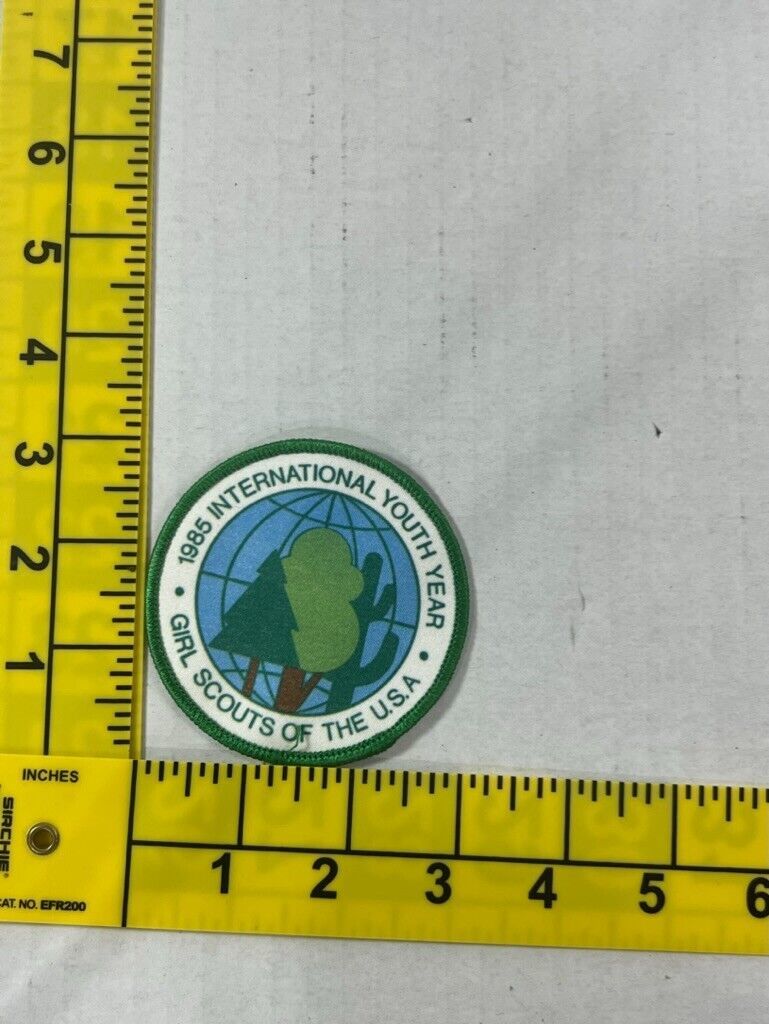 7
6
5
4
3
2
1
1985 INTERNATIONAL YOUTH YEAR
• GIRL SCOUTS OF THE U.S.A •
INCHES
SIRCHIE
CAT. NO. EFR200
1 2 3 4 5 6